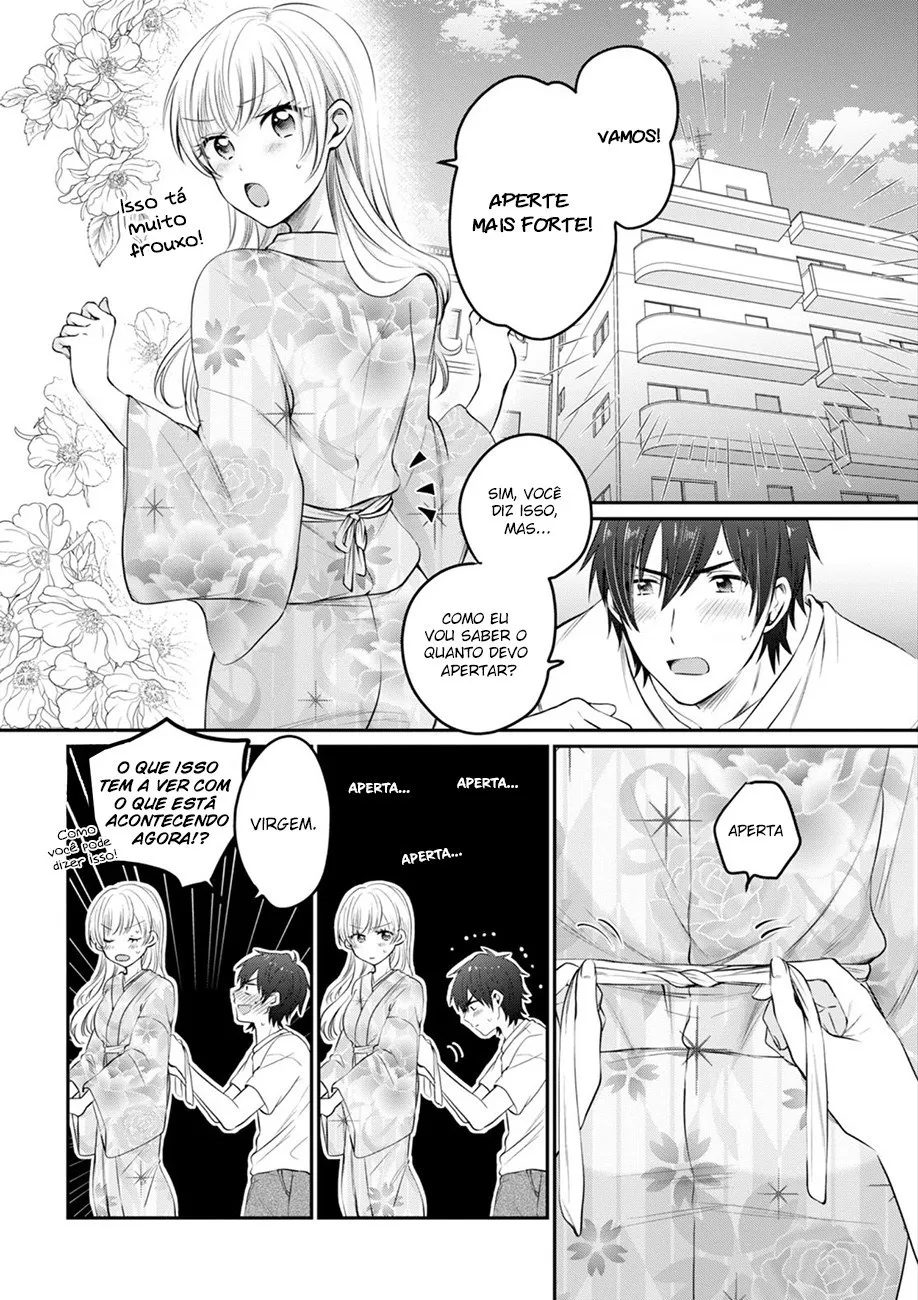 VAMOS!
APERTE
MAIS FORTE!
Isso tá
muito
frouxo!
SIM, VOCÊ
DIZ ISSO,
MAS...
COMO EU
VOU SABER O
QUANTO DEVO
APERTAR?
APERTA
APERTA...
APERTA...
APERTA...
VIRGEM.
O QUE ISSO
TEM A VER COM
O QUE ESTÁ
ACONTECENDO
AGORA!?
Como
você pode
dizer isso!